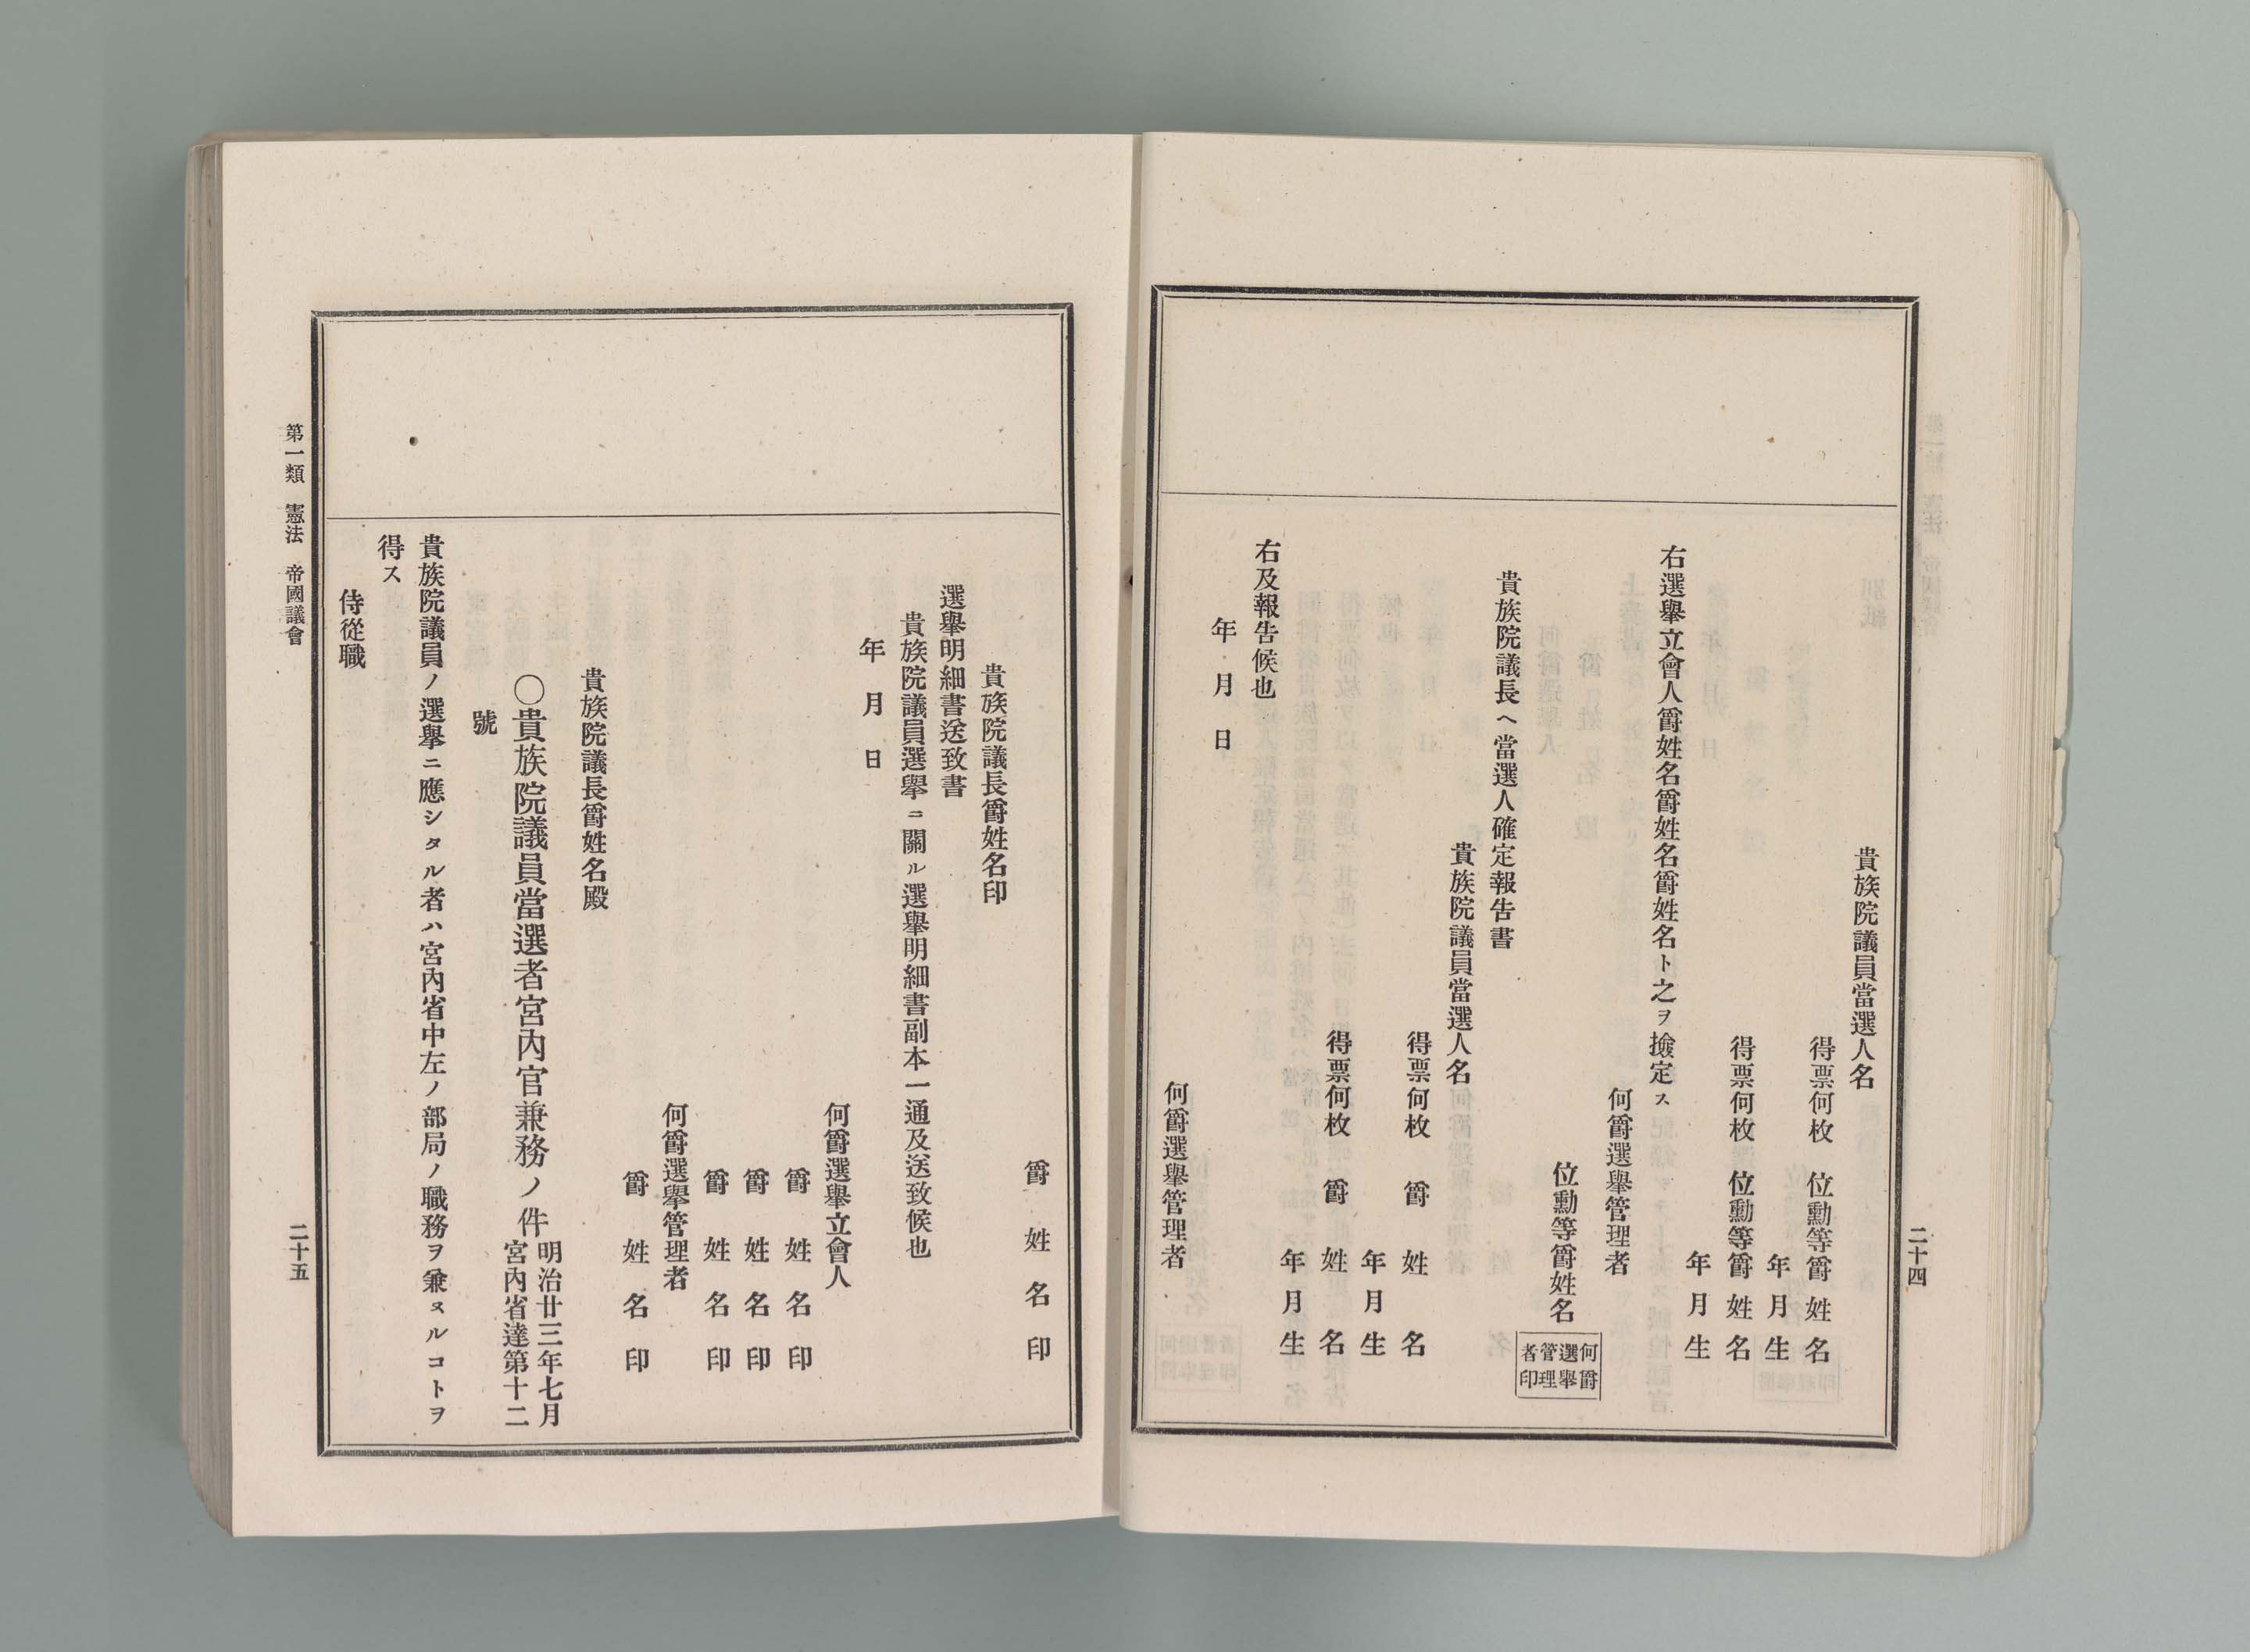 貴族院議員當選人名
得票何枚　位勳等爵姓名
年月生
得票何枚　位勳等爵姓名
年月生
右選擧立會人爵姓名爵姓名爵姓名ト之ヲ撿定ス
何爵選擧管理者
位勳等爵姓名
何爵選擧管理者印
貴族院議長ヘ當選人確定報告書
貴族院議員當選人名
得票何枚　爵　姓　名
年月生
得票何枚　爵　姓　名
年月生
右及報告候也
年　月　日
何爵選擧管理者
二十四
爵　姓　名　印
貴族院議長爵姓名印
選擧明細書送致書
貴族院議員選擧ニ關ル選擧明細書副本一通及送致候也
年　月　日
何爵選擧立會人
爵　姓　名　印
爵　姓　名　印
爵　姓　名　印
何爵選擧管理者
爵　姓　名　印
貴族院議長爵姓名殿
〇貴族院議員當選者宮內官兼務ノ件
明治廿三年七月
宮內省達第十二
號
貴族院議員ノ選擧ニ應シタル者ハ宮內省中左ノ部局ノ職務ヲ兼ヌルコトヲ
得ス
侍從職
第一類　憲法　帝國議會
二十五